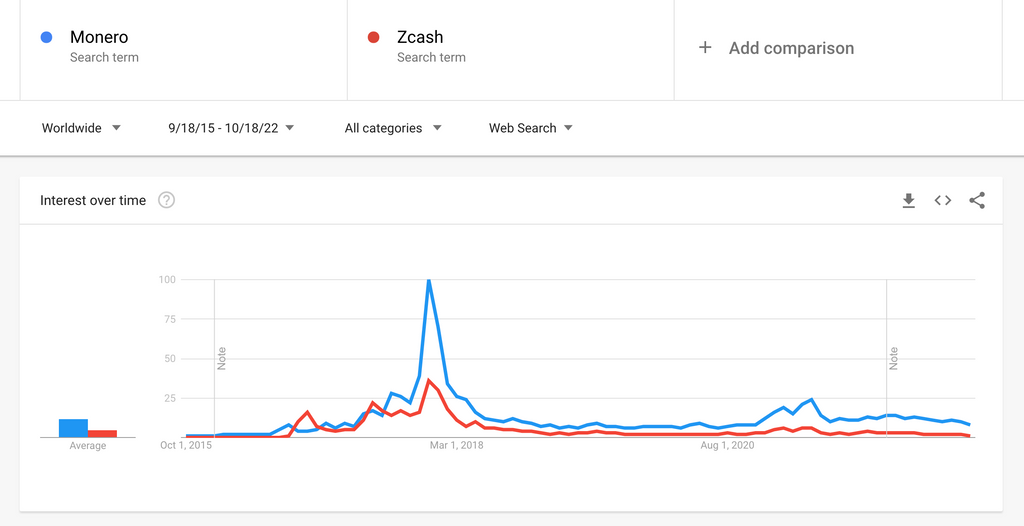 Monero
Search term
Zcash
Search term
+ Add comparison
Worldwide
9/18/15 - 10/18/22
All categories
Web Search
Interest over time
?
100
75
50
25
Note
Note
Average
Oct 1, 2015
Mar 1, 2018
Aug 1, 2020